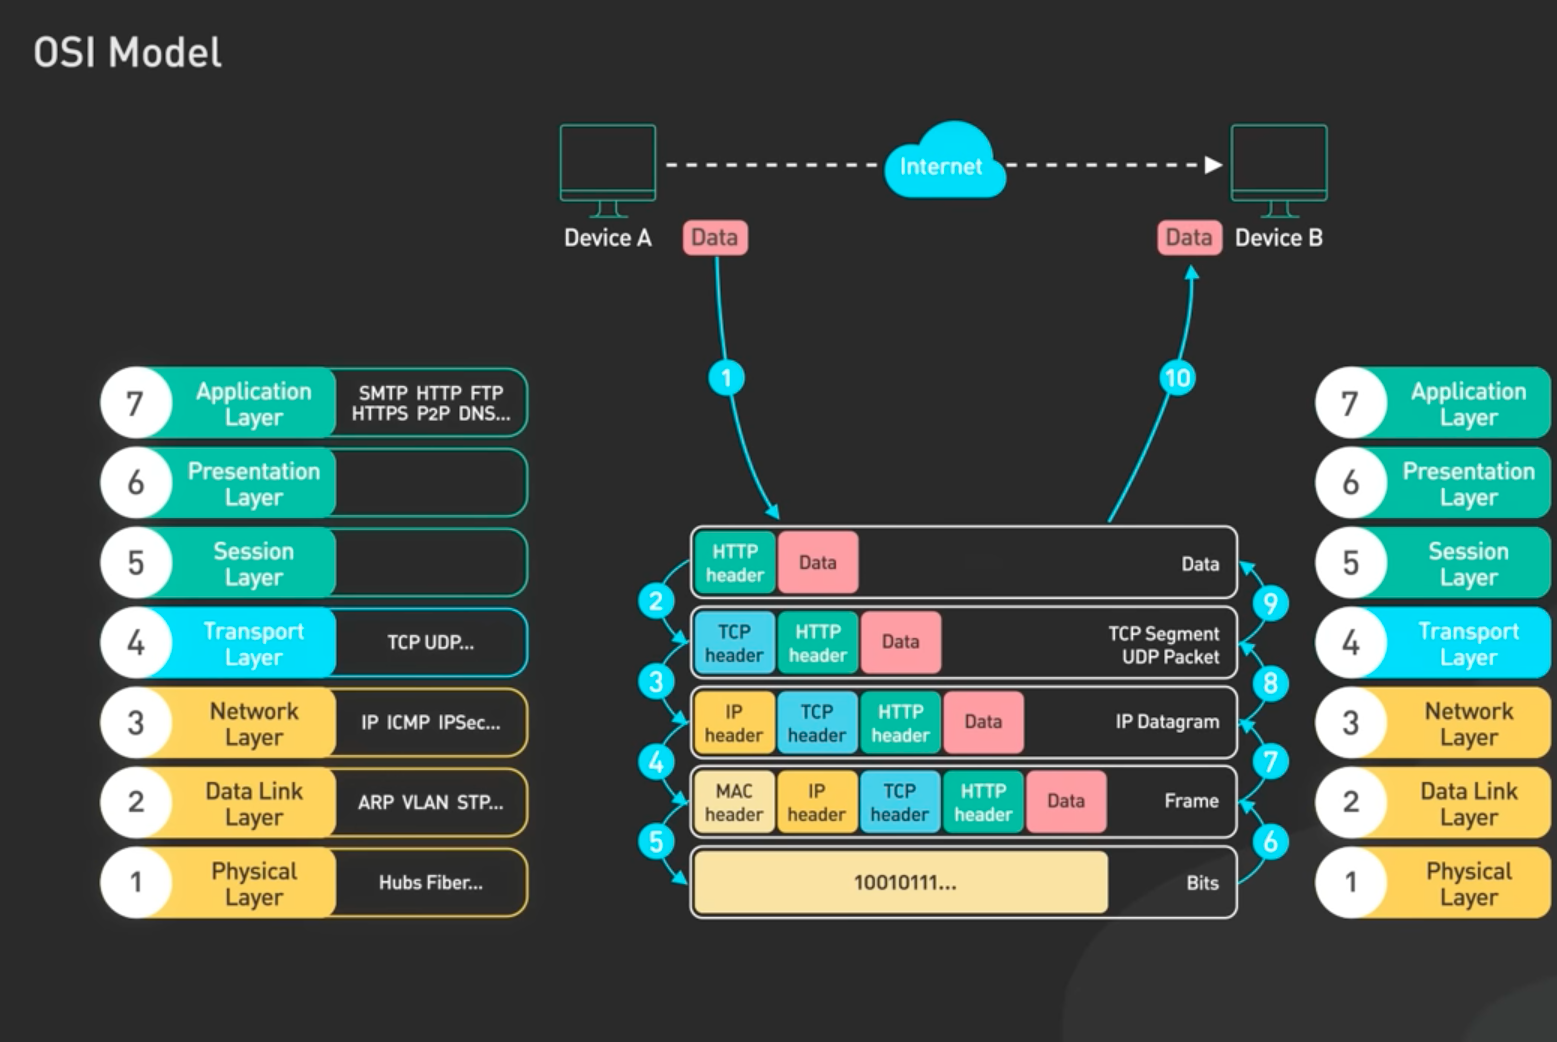 OSI Model
Internet
Device A
Data
Data
Device B
1
10
7
Application
Layer
SMTP HTTP FTP
HTTPS P2P DNS...
6
Presentation
Layer
5
Session
Layer
4
Transport
Layer
TCP UDP...
3
Network
Layer
IP ICMP IPSec...
2
Data Link
Layer
ARP VLAN STP...
1
Physical
Layer
Hubs Fiber...
HTTP
header
Data
Data
2
9
TCP
header
HTTP
header
Data
TCP Segment
UDP Packet
3
8
IP
header
TCP
header
HTTP
header
Data
IP Datagram
4
7
MAC
header
IP
header
TCP
header
HTTP
header
Data
Frame
5
6
10010111...
Bits
7
Application
Layer
6
Presentation
Layer
5
Session
Layer
4
Transport
Layer
3
Network
Layer
2
Data Link
Layer
1
Physical
Layer